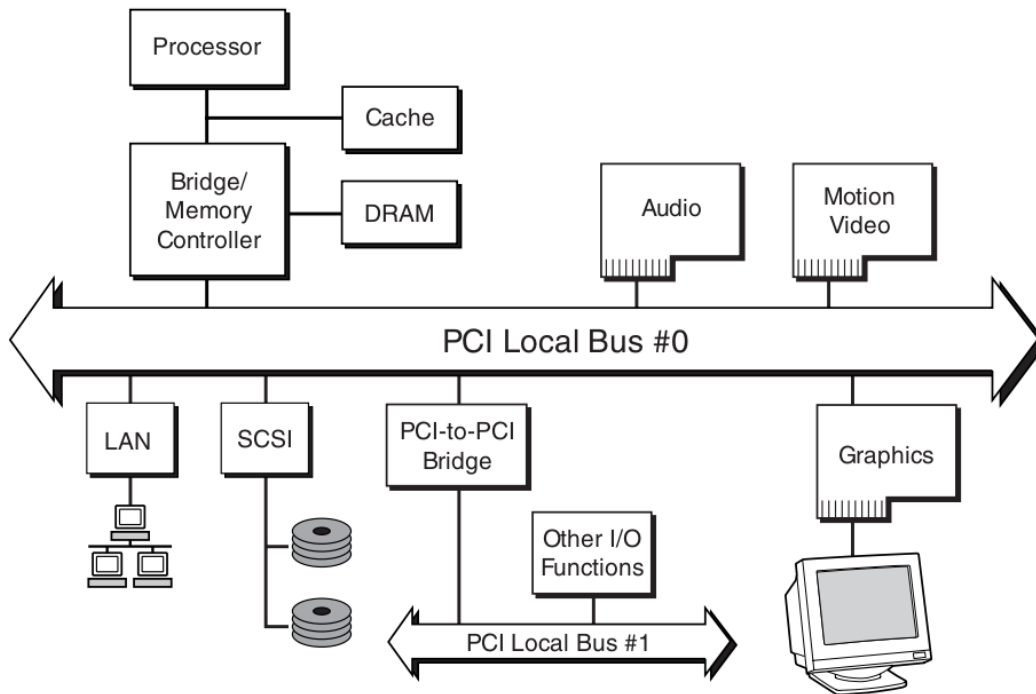 Processor
Cache
Bridge/
Memory
Controller
DRAM
Audio
Motion
Video
PCI Local Bus #0
LAN
SCSI
PCI-to-PCI
Bridge
Graphics
Other I/O
Functions
PCI Local Bus #1